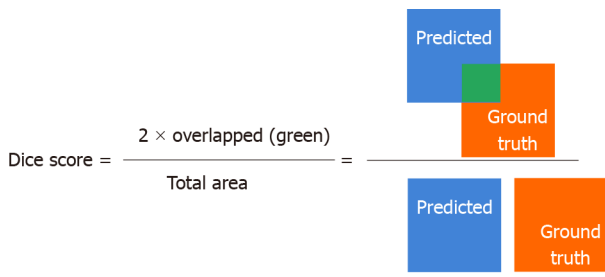 Predicted
Ground
truth
2 × overlapped (green)
Dice score = =
Total area
Predicted
Ground
truth